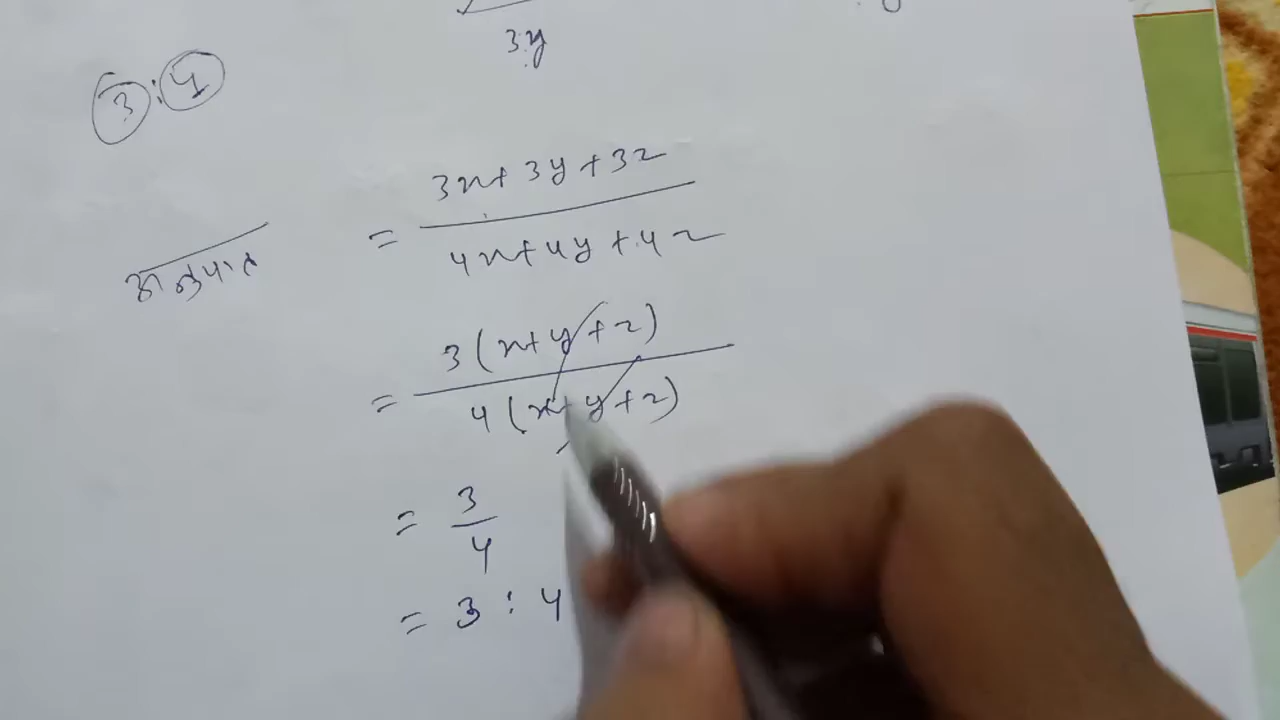 3y
3 : 4
3x + 3y + 3z
अनुपात =
4x + 4y + 4z
3 (x + y + z)
=
4 (x + y + z)
= 3
4
= 3 : 4